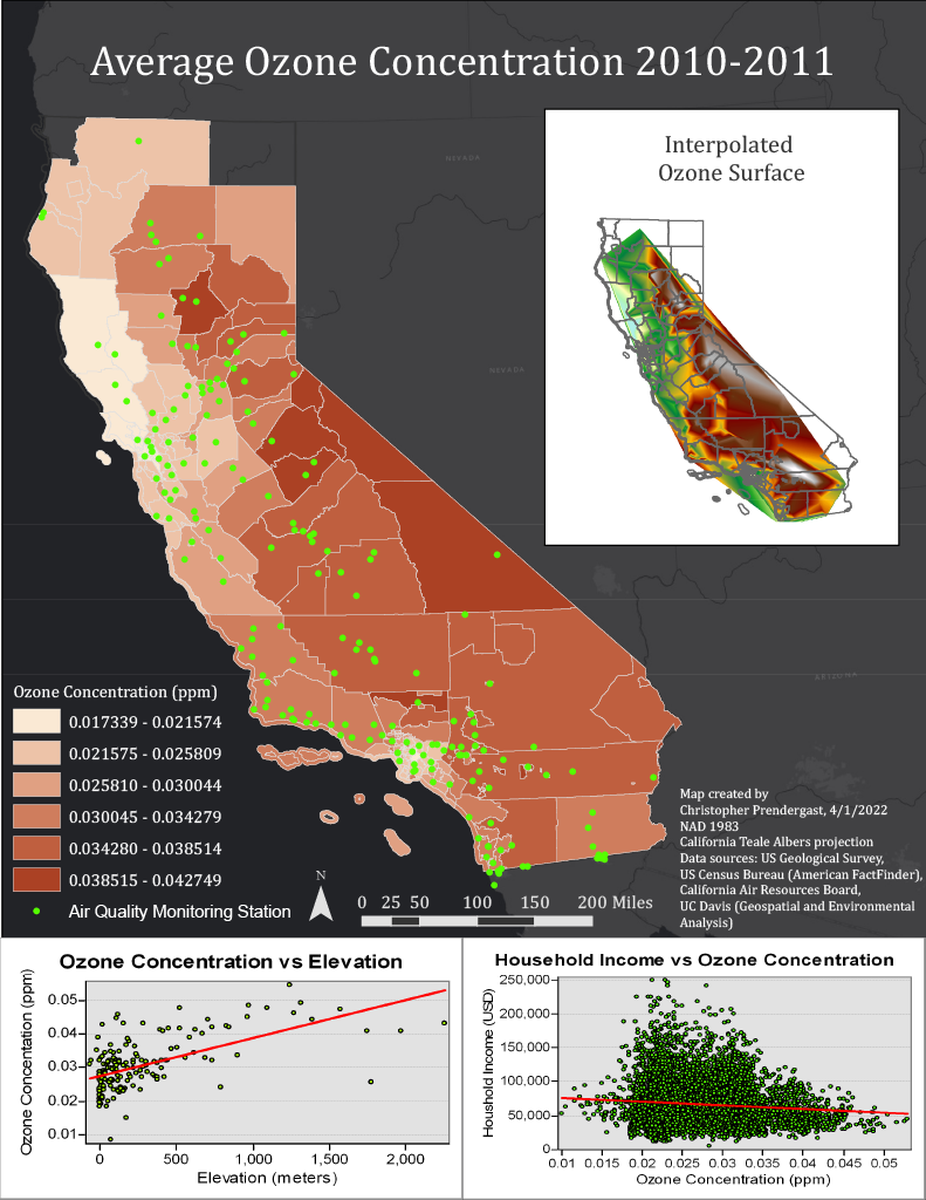 Average Ozone Concentration 2010-2011
NEVADA
Interpolated
Ozone Surface
NEVADA
ARIZONA
Ozone Concentration (ppm)
0.017339 - 0.021574
0.021575 - 0.025809
0.025810 - 0.030044
0.030045 - 0.034279
0.034280 - 0.038514
0.038515 - 0.042749
Air Quality Monitoring Station
N
0 25 50 100 150 200 Miles
Map created by
Christopher Prendergast, 4/1/2022
NAD 1983
California Teale Albers projection
Data sources: US Geological Survey,
US Census Bureau (American FactFinder),
California Air Resources Board,
UC Davis (Geospatial and Environmental
Analysis)
Ozone Concentration vs Elevation
Ozone Concentation (ppm)
0.05
0.04
0.03
0.02
0.01
0 500 1,000 1,500 2,000
Elevation (meters)
Household Income vs Ozone Concentration
Houshold Income (USD)
250,000
200,000
150,000
100,000
50,000
0
0.01 0.015 0.02 0.025 0.03 0.035 0.04 0.045 0.05
Ozone Concentration (ppm)